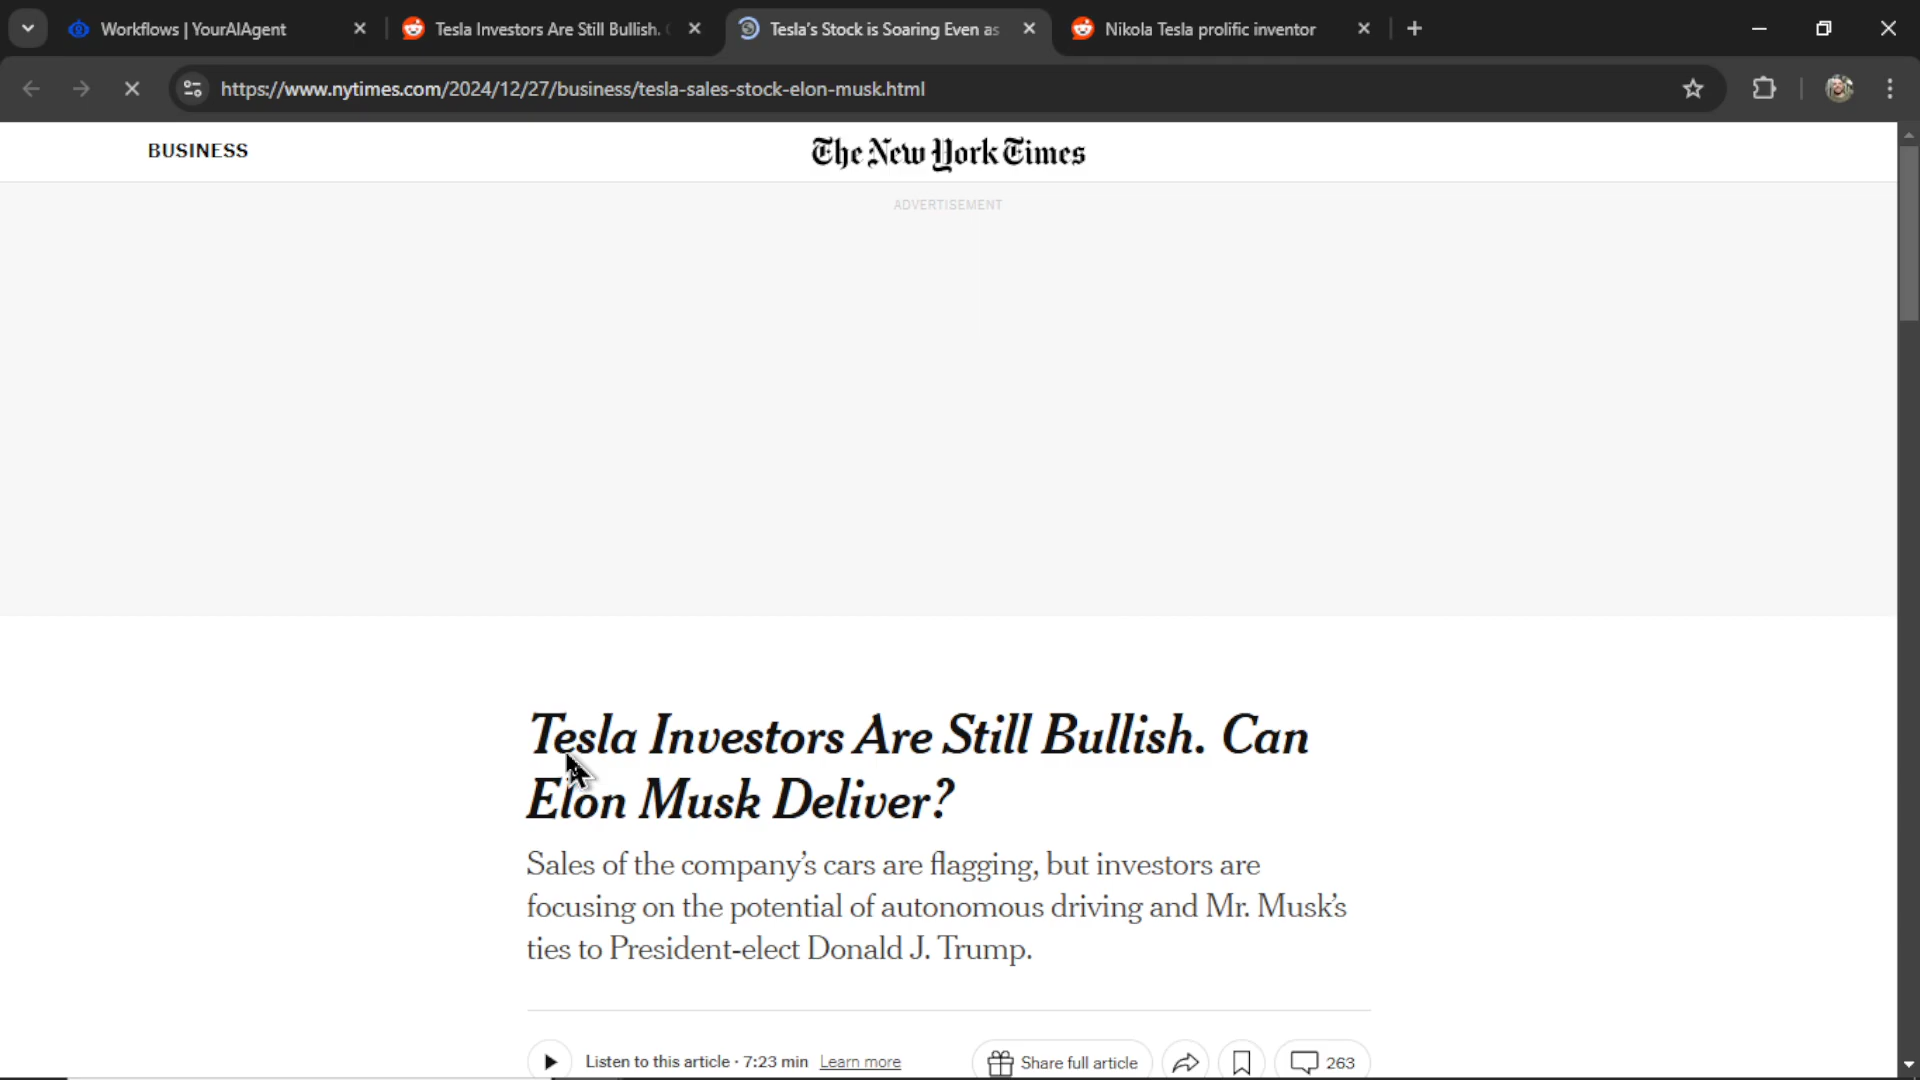 Workflows | YourAIAgent
Tesla Investors Are Still Bullish.
Tesla's Stock is Soaring Even as
Nikola Tesla prolific inventor
https://www.nytimes.com/2024/12/27/business/tesla-sales-stock-elon-musk.html
BUSINESS
The New York Times
ADVERTISEMENT
Tesla Investors Are Still Bullish. Can
Elon Musk Deliver?
Sales of the company's cars are flagging, but investors are
focusing on the potential of autonomous driving and Mr. Musk's
ties to President-elect Donald J. Trump.
Listen to this article · 7:23 min Learn more
Share full article
263